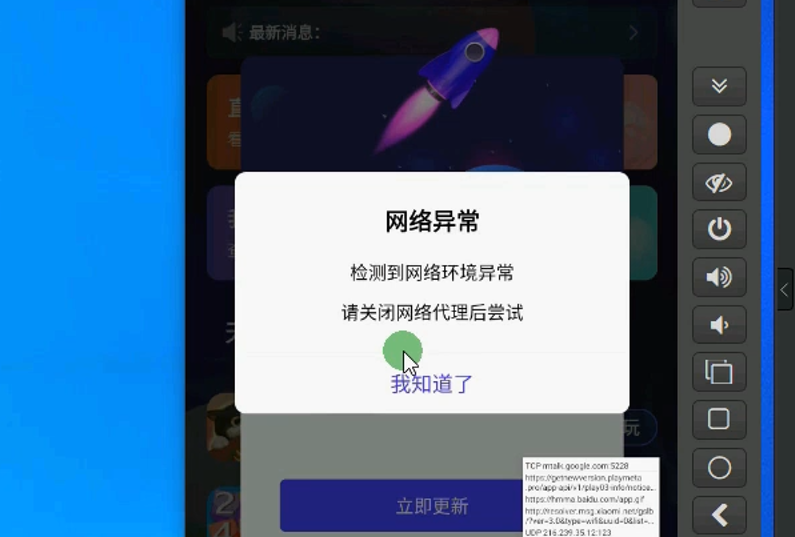 最新消息:
网络异常
检测到网络环境异常
请关闭网络代理后尝试
我知道了
玩
立即更新
TCP mtalk.google.com:5228
https://getnewversion.playmeta
.pro/app-api/v1/play03-info/notice...
https://hmma.baidu.com/app.gif
http://resolver.msg.xiaomi.net/gslb
/?ver=3.0&type=wifi&uuid=0&list=...
UDP 216.239.35.12:123